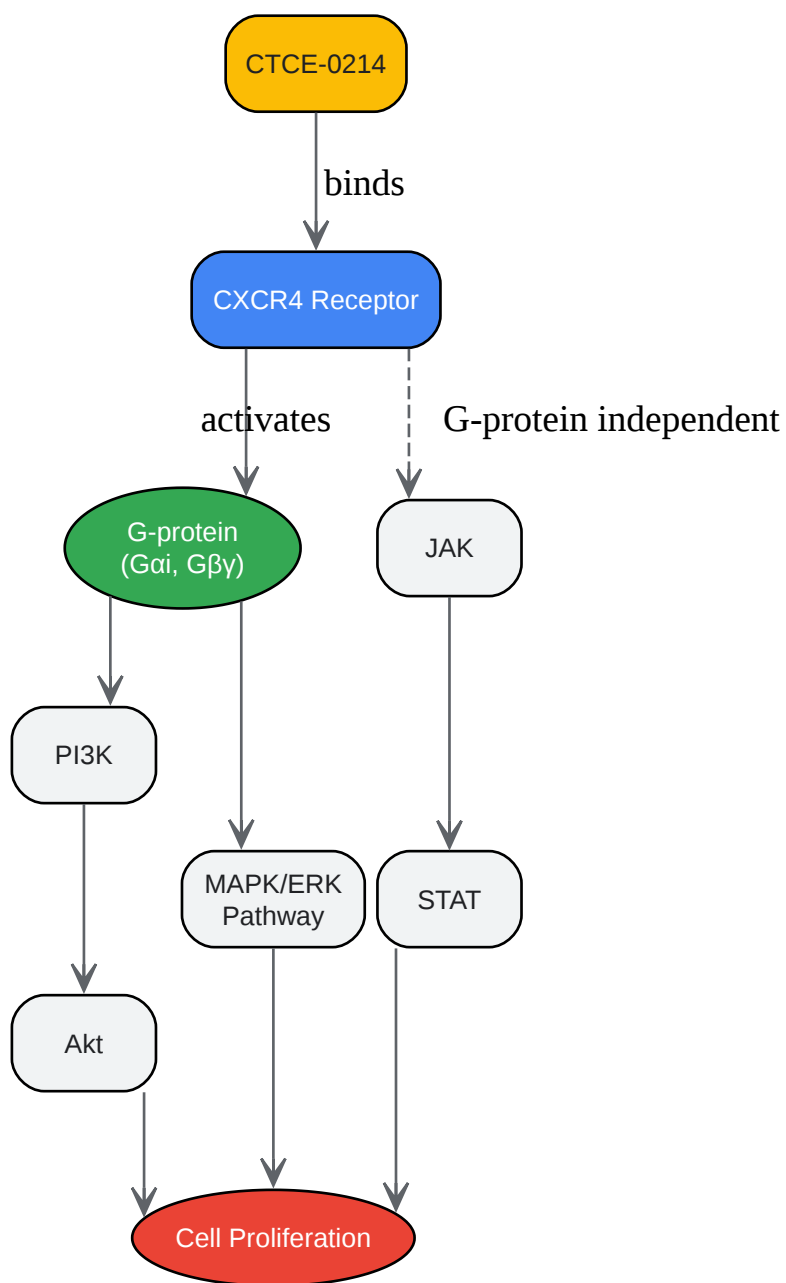 CTCE-0214
binds
CXCR4 Receptor
activates
G-protein independent
G-protein
(Gαi, Gβγ)
JAK
PI3K
MAPK/ERK
Pathway
STAT
Akt
Cell Proliferation